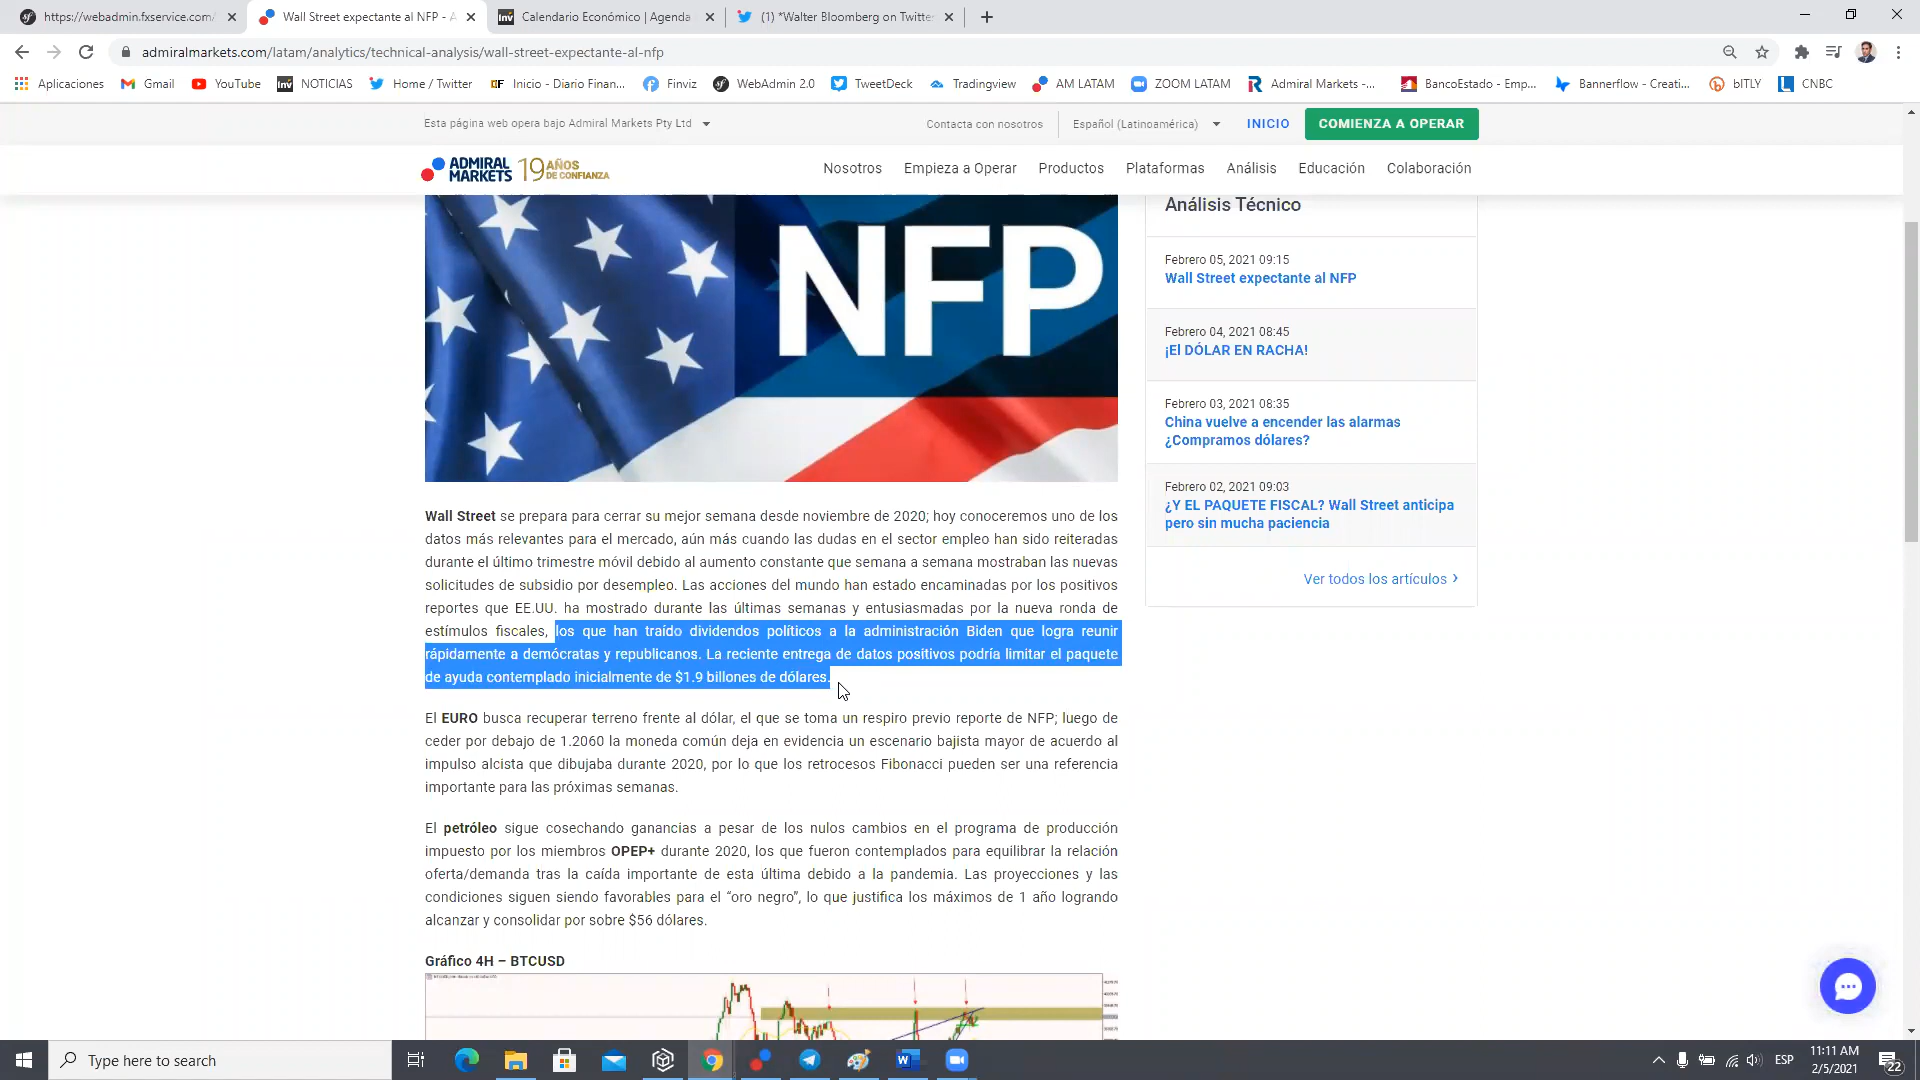 https://webadmin.fxservice.com/
Wall Street expectante al NFP - A
Calendario Económico | Agenda
(1) *Walter Bloomberg on Twitter
admiralmarkets.com/latam/analytics/technical-analysis/wall-street-expectante-al-nfp
Aplicaciones
Gmail
YouTube
NOTICIAS
Home / Twitter
Inicio - Diario Finan...
Finviz
WebAdmin 2.0
TweetDeck
Tradingview
AM LATAM
ZOOM LATAM
Admiral Markets -...
BancoEstado - Emp...
Bannerflow - Creati...
bITLY
CNBC
Esta página web opera bajo Admiral Markets Pty Ltd
Contacta con nosotros
Español (Latinoamérica)
INICIO
COMIENZA A OPERAR
ADMIRAL
MARKETS
19 AÑOS
DE CONFIANZA
Nosotros
Empieza a Operar
Productos
Plataformas
Análisis
Educación
Colaboración
NFP
Wall Street se prepara para cerrar su mejor semana desde noviembre de 2020; hoy conoceremos uno de los
datos más relevantes para el mercado, aún más cuando las dudas en el sector empleo han sido reiteradas
durante el último trimestre móvil debido al aumento constante que semana a semana mostraban las nuevas
solicitudes de subsidio por desempleo. Las acciones del mundo han estado encaminadas por los positivos
reportes que EE.UU. ha mostrado durante las últimas semanas y entusiasmadas por la nueva ronda de
estímulos fiscales, los que han traído dividendos políticos a la administración Biden que logra reunir
rápidamente a demócratas y republicanos. La reciente entrega de datos positivos podría limitar el paquete
de ayuda contemplado inicialmente de $1.9 billones de dólares.
El EURO busca recuperar terreno frente al dólar, el que se toma un respiro previo reporte de NFP; luego de
ceder por debajo de 1.2060 la moneda común deja en evidencia un escenario bajista mayor de acuerdo al
impulso alcista que dibujaba durante 2020, por lo que los retrocesos Fibonacci pueden ser una referencia
importante para las próximas semanas.
El petróleo sigue cosechando ganancias a pesar de los nulos cambios en el programa de producción
impuesto por los miembros OPEP+ durante 2020, los que fueron contemplados para equilibrar la relación
oferta/demanda tras la caída importante de esta última debido a la pandemia. Las proyecciones y las
condiciones siguen siendo favorables para el “oro negro”, lo que justifica los máximos de 1 año logrando
alcanzar y consolidar por sobre $56 dólares.
Gráfico 4H – BTCUSD
Análisis Técnico
Febrero 05, 2021 09:15
Wall Street expectante al NFP
Febrero 04, 2021 08:45
¡El DÓLAR EN RACHA!
Febrero 03, 2021 08:35
China vuelve a encender las alarmas
¿Compramos dólares?
Febrero 02, 2021 09:03
¿Y EL PAQUETE FISCAL? Wall Street anticipa
pero sin mucha paciencia
Ver todos los artículos
Type here to search
ESP
11:11 AM
2/5/2021
22